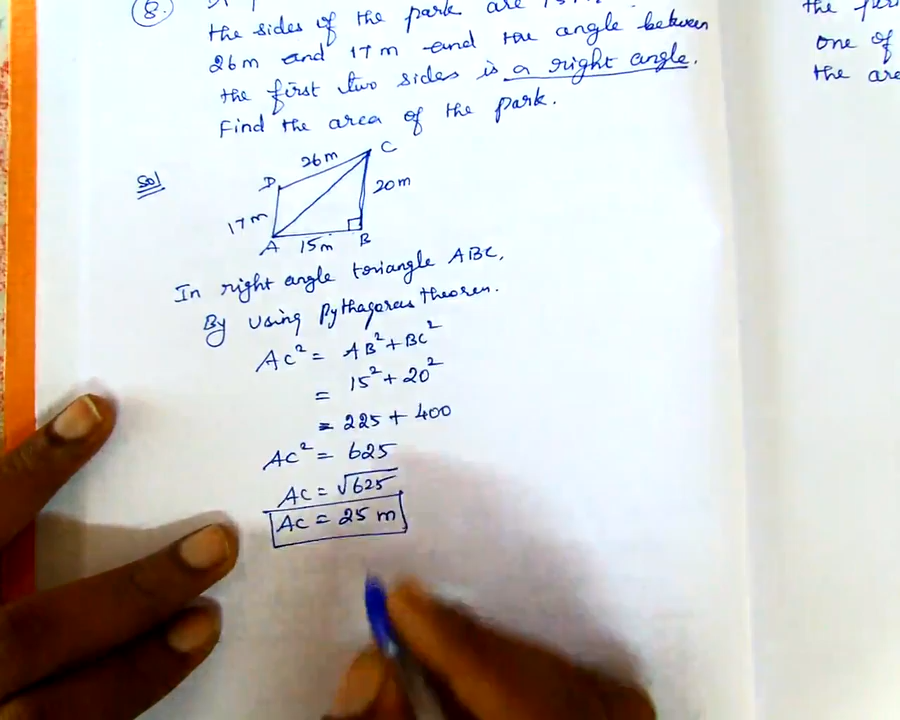 8.
the sides of the park are
26m and 17m and the angle between
the first two sides is a right angle.
Find the area of the park.
Sol
26m
C
D
20m
17m
A
15m
B
In right angle triangle ABC,
By using Pythagoras theorem.
AC² = AB² + BC²
= 15² + 20²
= 225 + 400
AC² = 625
AC = √625
AC = 25 m
the
one of
the are